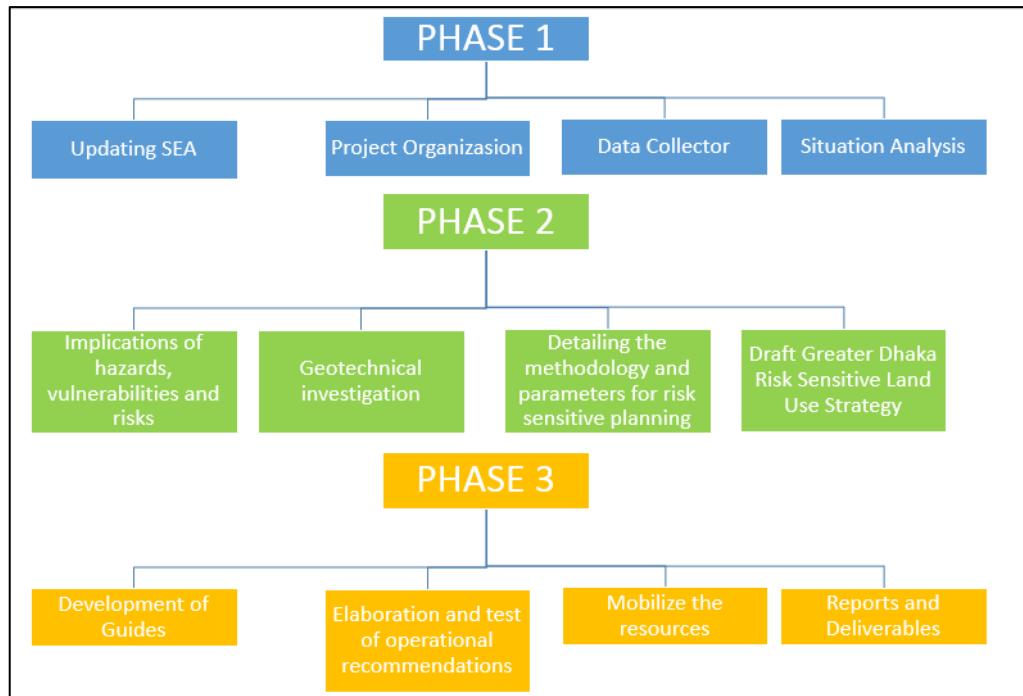 PHASE 1
Updating SEA
Project Organizasion
Data Collector
Situation Analysis
PHASE 2
Implications of
hazards,
vulnerabilities and
risks
Geotechnical
investigation
Detailing the
methodology and
parameters for risk
sensitive planning
Draft Greater Dhaka
Risk Sensitive Land
Use Strategy
PHASE 3
Development of
Guides
Elaboration and test
of operational
recommendations
Mobilize the
resources
Reports and
Deliverables